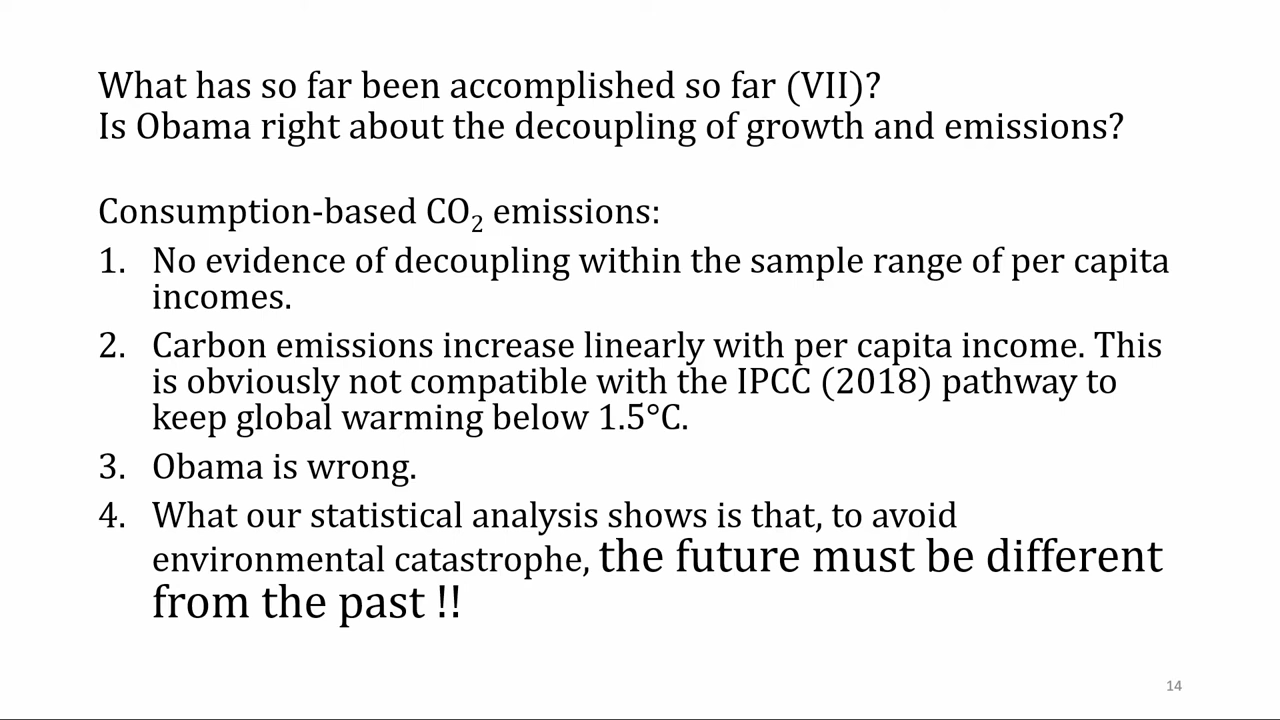 What has so far been accomplished so far (VII)?
Is Obama right about the decoupling of growth and emissions?
Consumption-based CO₂ emissions:
1. No evidence of decoupling within the sample range of per capita
incomes.
2. Carbon emissions increase linearly with per capita income. This
is obviously not compatible with the IPCC (2018) pathway to
keep global warming below 1.5°C.
3. Obama is wrong.
4. What our statistical analysis shows is that, to avoid
environmental catastrophe, the future must be different
from the past !!
14